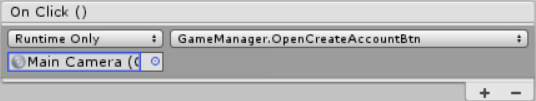 On Click ()
Runtime Only
GameManager.OpenCreateAccountBtn
Main Camera (
+ -